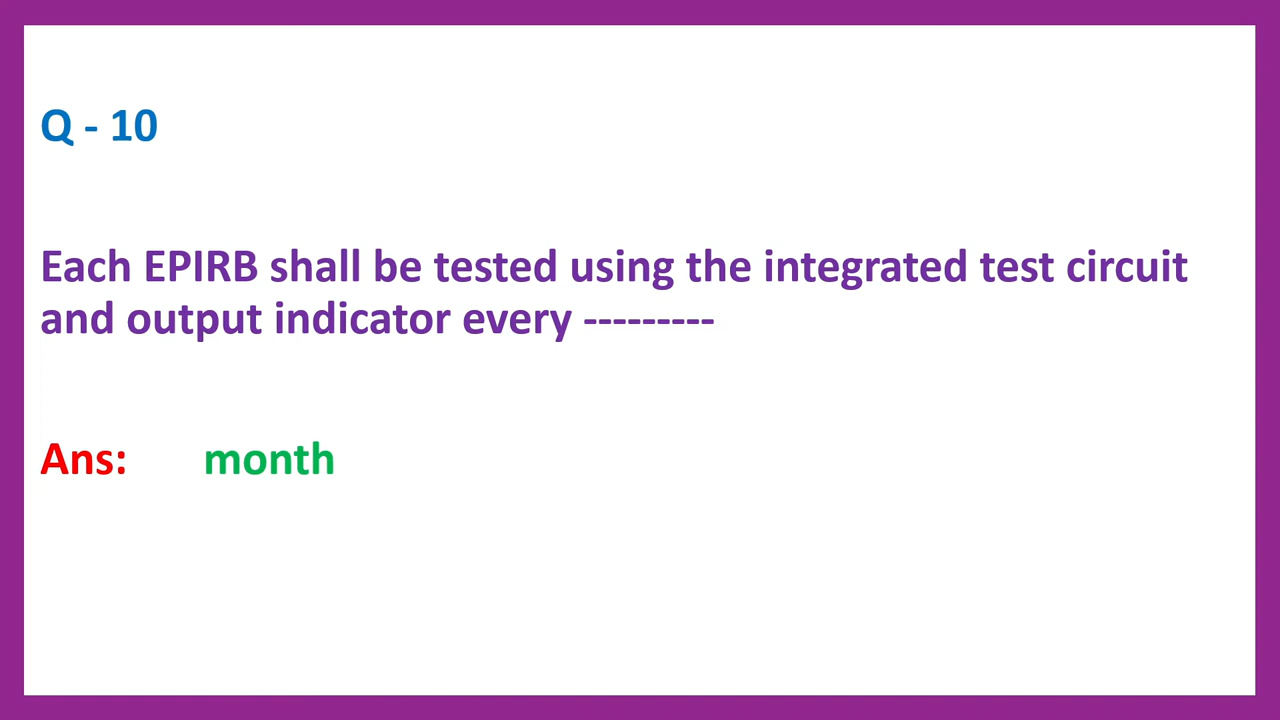 Q - 10
Each EPIRB shall be tested using the integrated test circuit
and output indicator every ---------
Ans: month